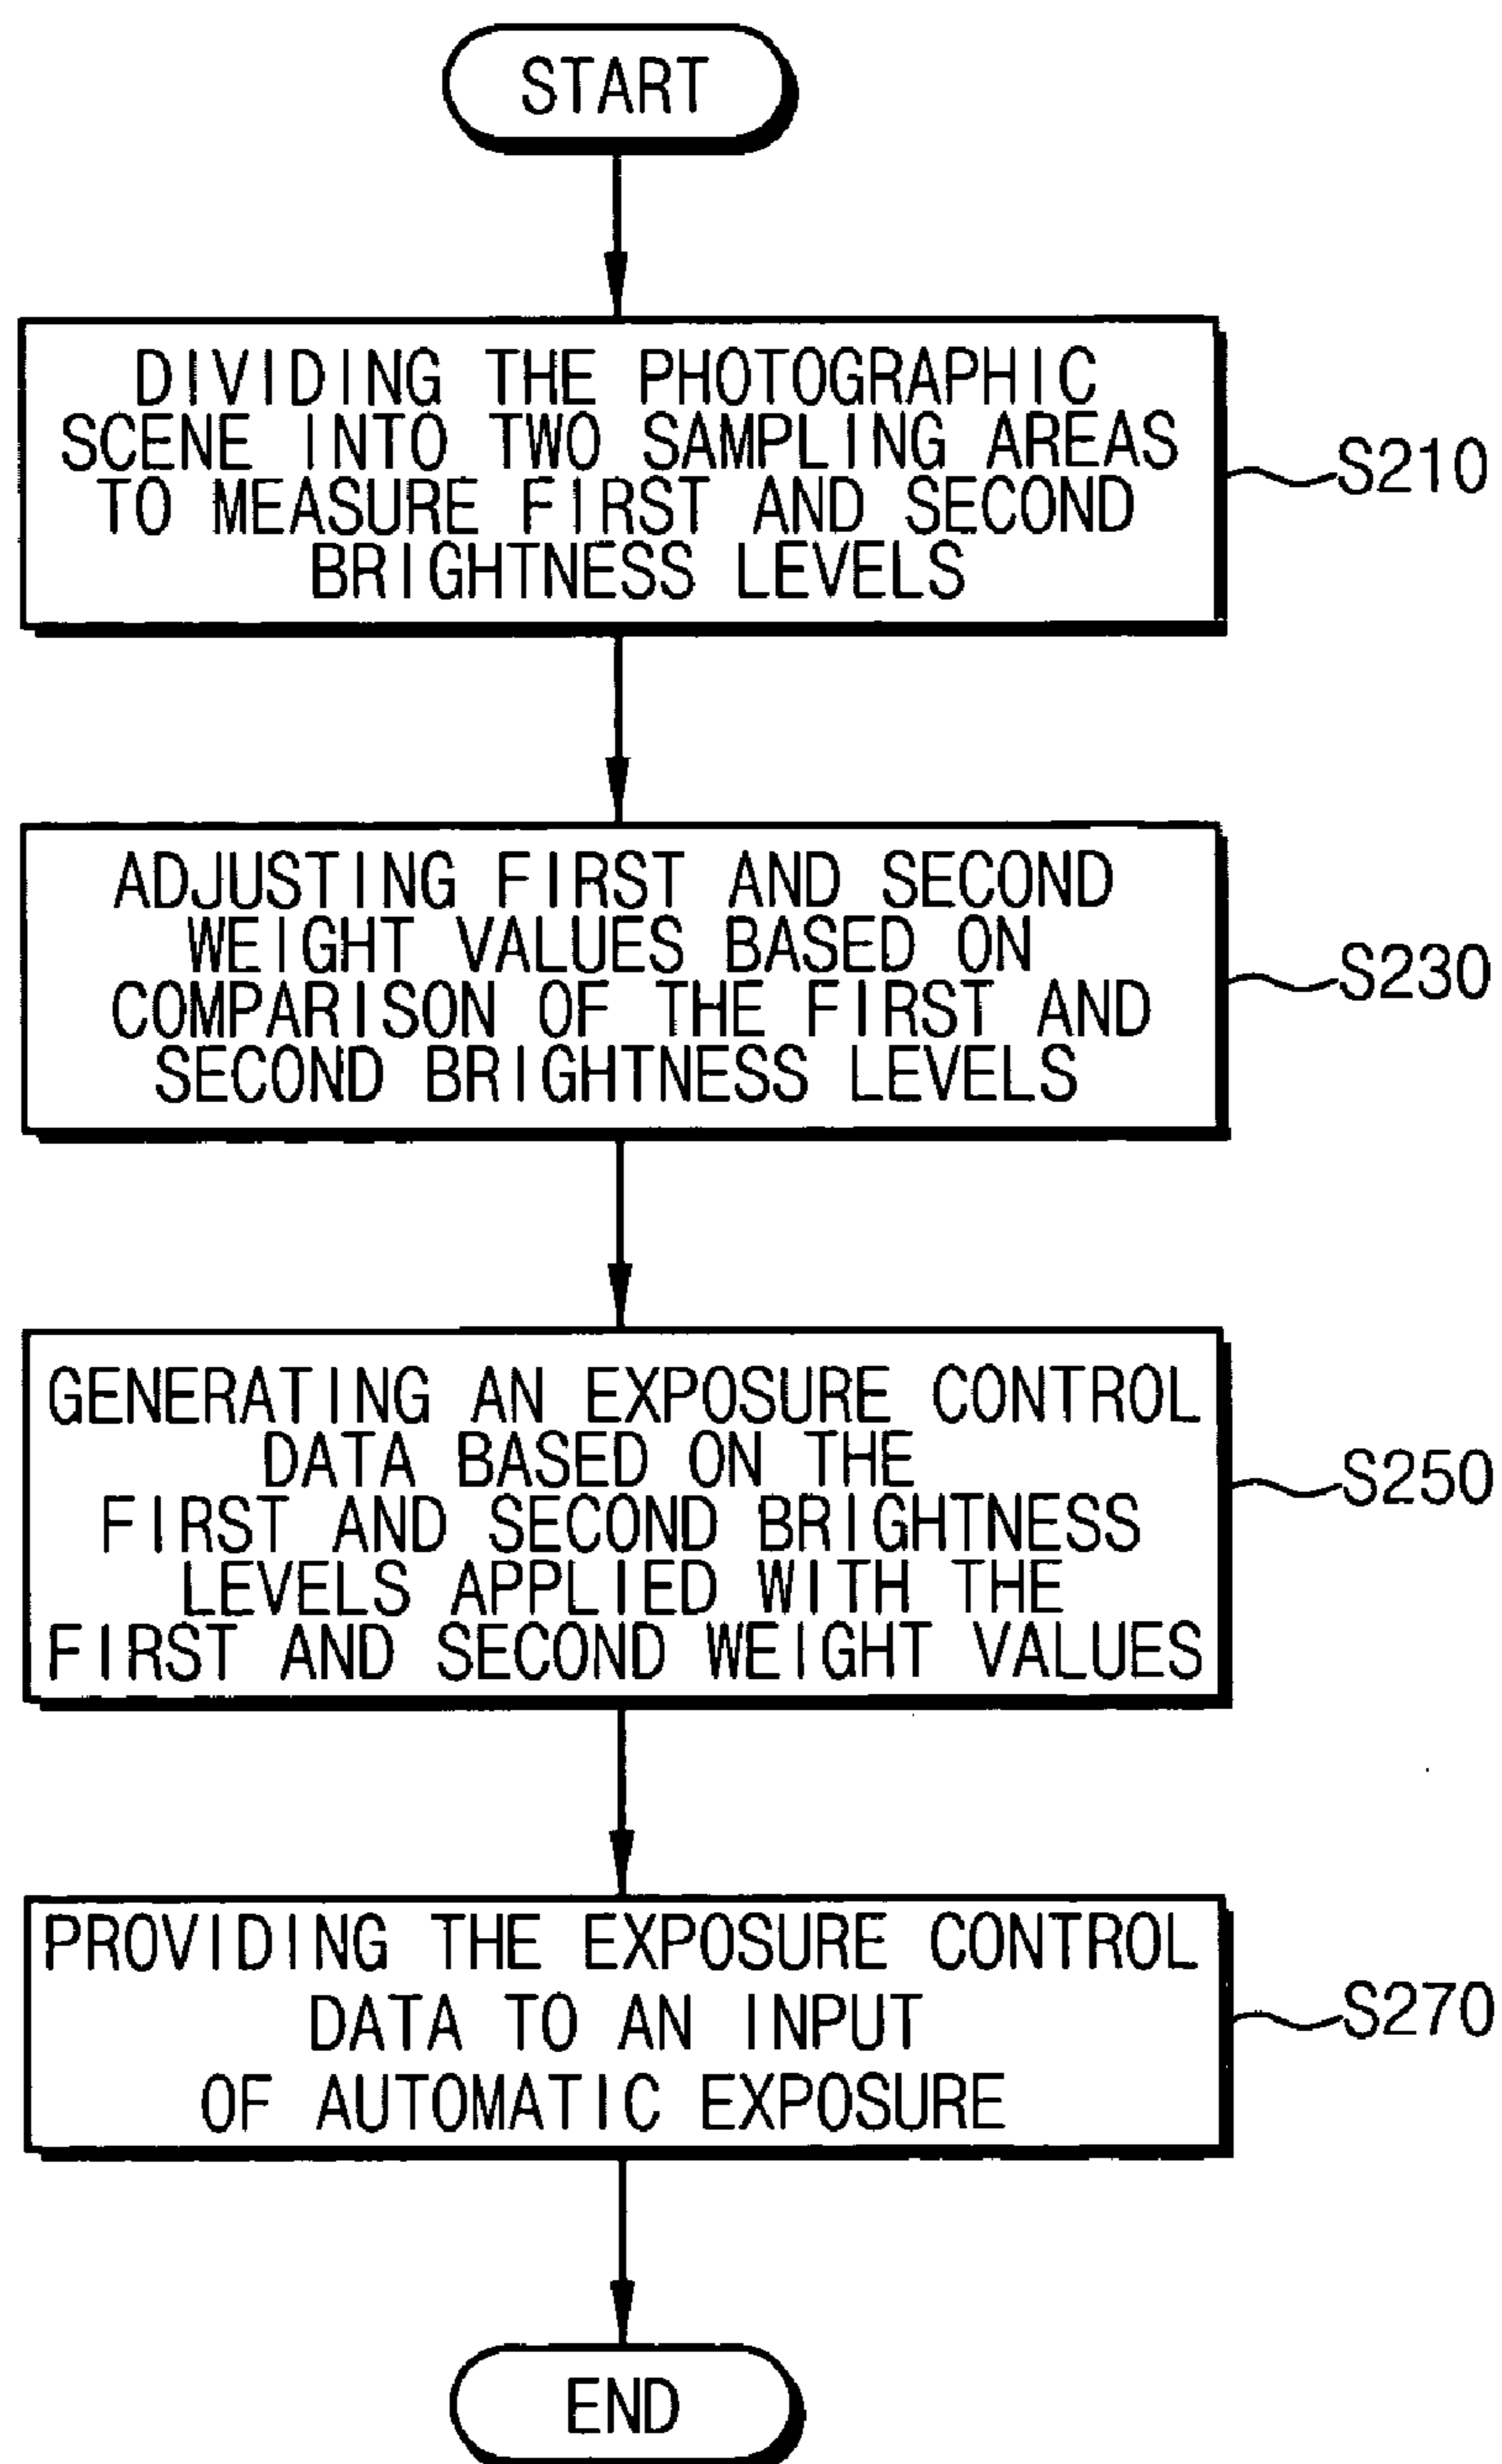 START
DIVIDING THE PHOTOGRAPHIC
SCENE INTO TWO SAMPLING AREAS
TO MEASURE FIRST AND SECOND
BRIGHTNESS LEVELS
S210
ADJUSTING FIRST AND SECOND
WEIGHT VALUES BASED ON
COMPARISON OF THE FIRST AND
SECOND BRIGHTNESS LEVELS
S230
GENERATING AN EXPOSURE CONTROL
DATA BASED ON THE
FIRST AND SECOND BRIGHTNESS
LEVELS APPLIED WITH THE
FIRST AND SECOND WEIGHT VALUES
S250
PROVIDING THE EXPOSURE CONTROL
DATA TO AN INPUT
OF AUTOMATIC EXPOSURE
S270
END